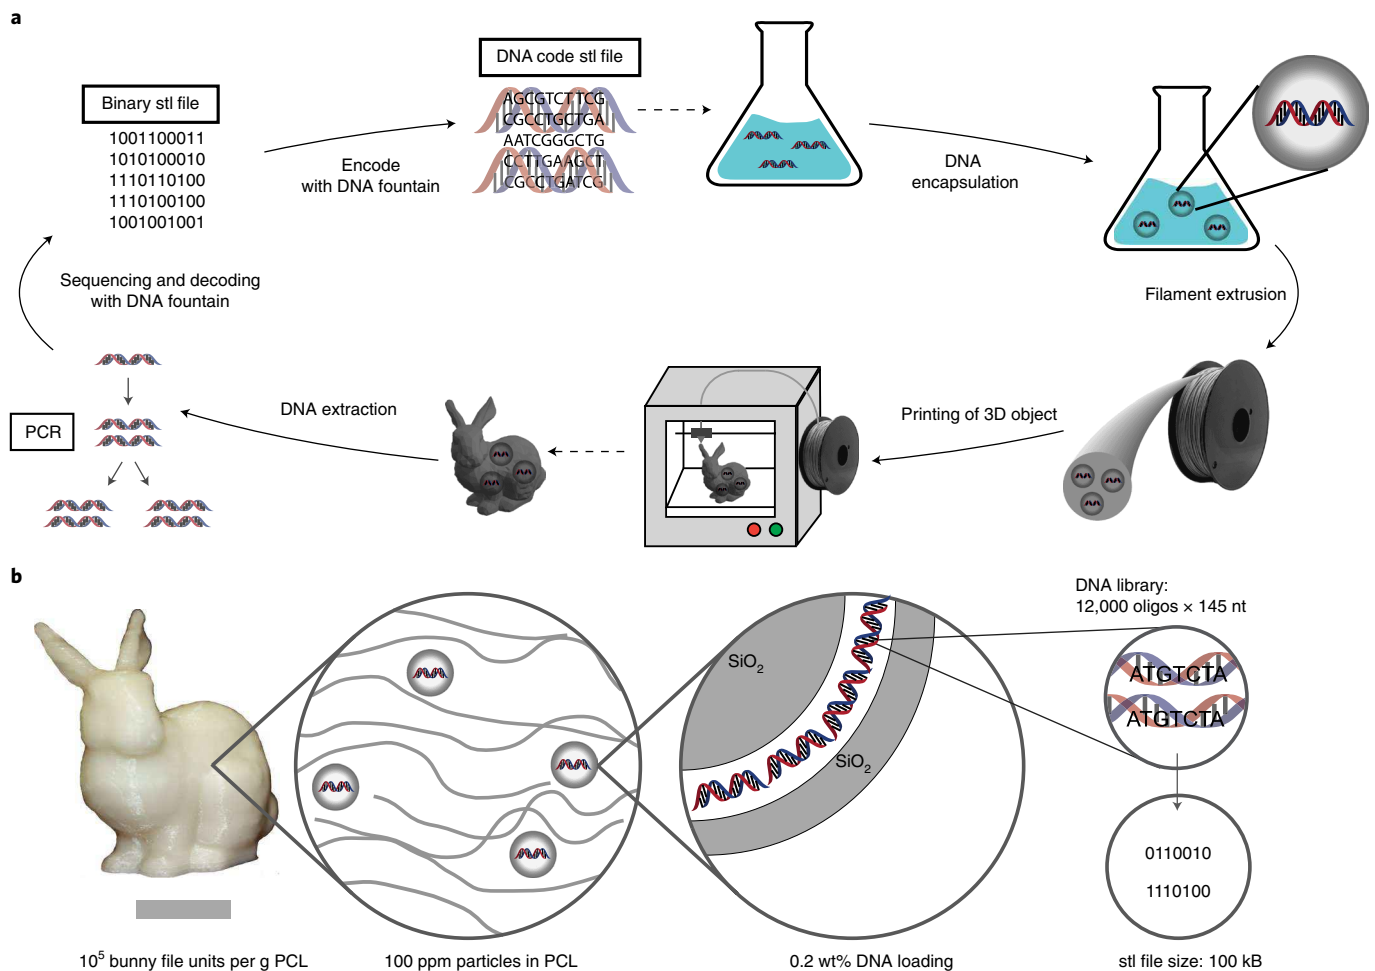 a
Binary stl file
1001100011
1010100010
1110110100
1110100100
1001001001
Encode
with DNA fountain
DNA code stl file
AGCGTCTTCG
CGCCTGCTGA
AATCGGGCTG
CCTTGAAGCT
CGCCTGATCG
DNA
encapsulation
Filament extrusion
Printing of 3D object
DNA extraction
PCR
Sequencing and decoding
with DNA fountain
b
10⁵ bunny file units per g PCL
100 ppm particles in PCL
SiO₂
SiO₂
0.2 wt% DNA loading
DNA library:
12,000 oligos × 145 nt
ATGTCTA
ATGTCTA
0110010
1110100
stl file size: 100 kB